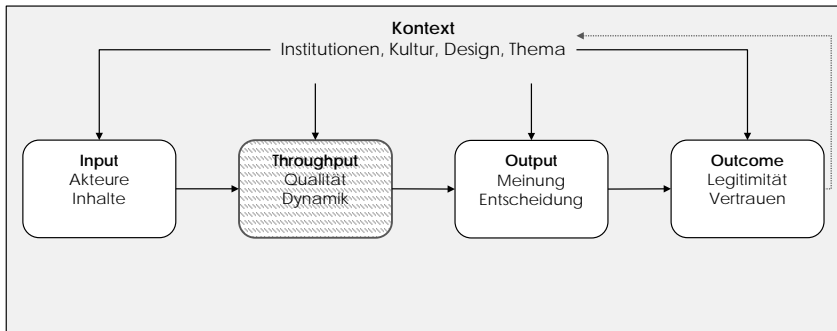 Kontext
Institutionen, Kultur, Design, Thema
Input
Akteure
Inhalte
Throughput
Qualität
Dynamik
Output
Meinung
Entscheidung
Outcome
Legitimität
Vertrauen